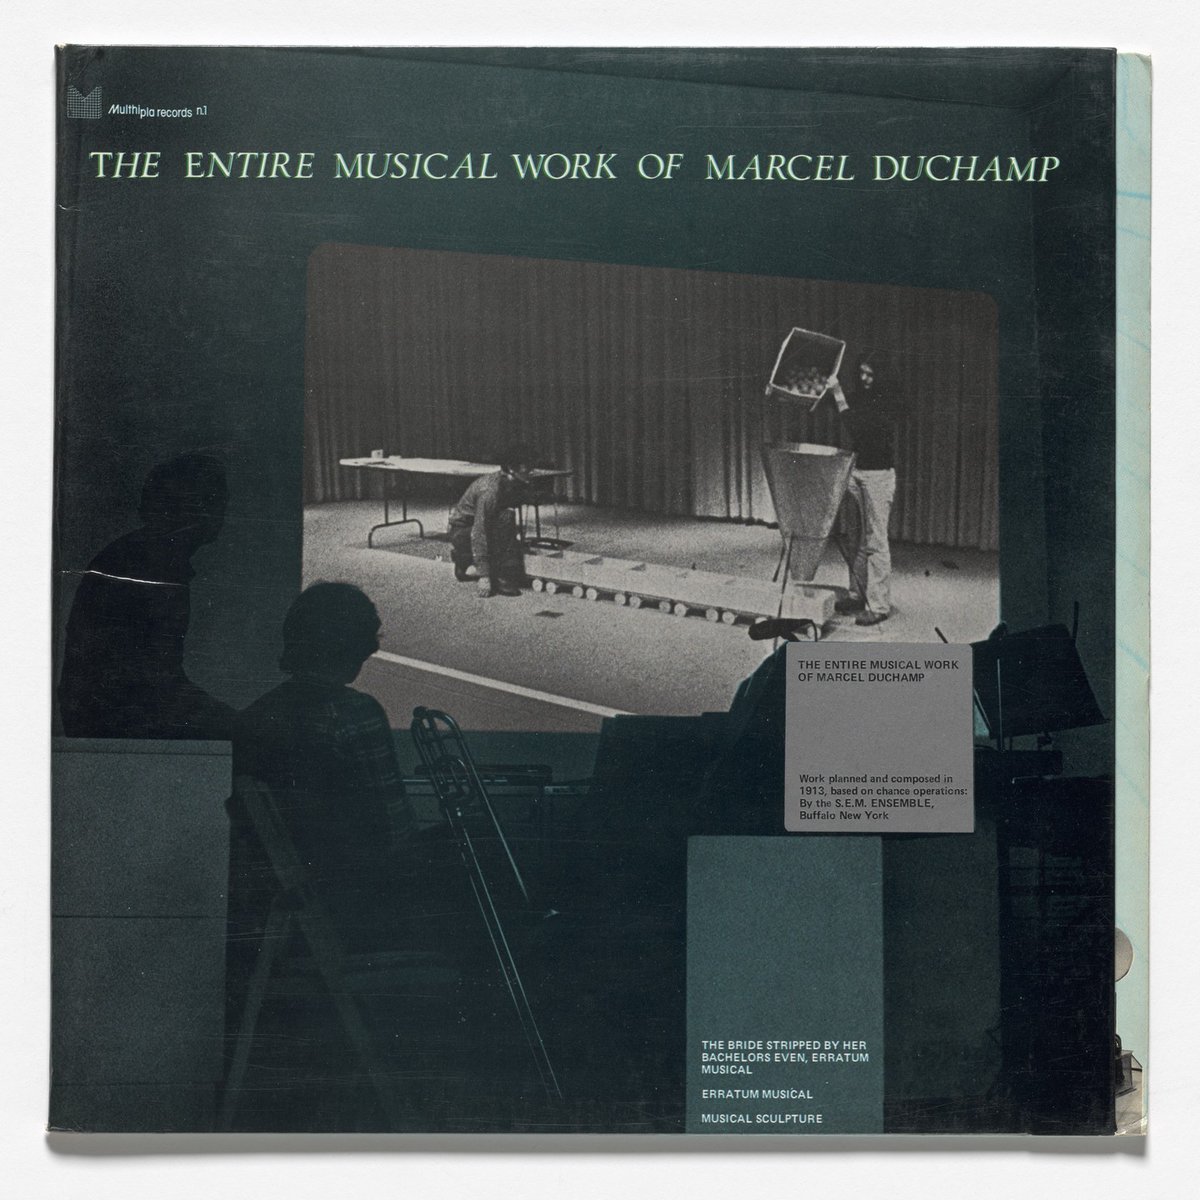 Multhipla records n.1
THE ENTIRE MUSICAL WORK OF MARCEL DUCHAMP
THE ENTIRE MUSICAL WORK
OF MARCEL DUCHAMP
Work planned and composed in
1913, based on chance operations:
By the S.E.M. ENSEMBLE,
Buffalo New York
THE BRIDE STRIPPED BY HER
BACHELORS EVEN, ERRATUM
MUSICAL
ERRATUM MUSICAL
MUSICAL SCULPTURE